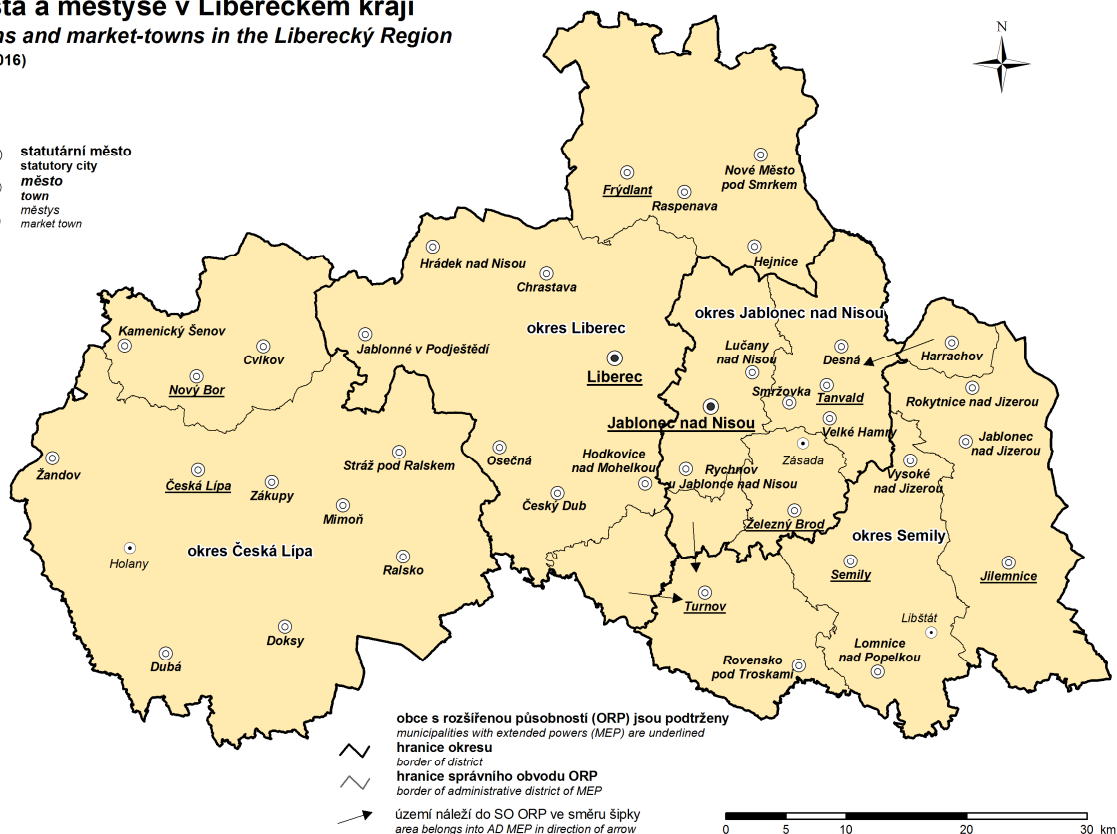 sta a městyse v Libereckém kraji
ns and market-towns in the Liberecký Region
016)
N
statutární město
statutory city
město
town
městys
market town
Nové Město
pod Smrkem
Frýdlant
Raspenava
Hejnice
Hrádek nad Nisou
Chrastava
okres Liberec
okres Jablonec nad Nisou
Kamenický Šenov
Cvikov
Jablonné v Podještědí
Lučany
nad Nisou
Desná
Harrachov
Nový Bor
Liberec
Smržovka
Tanvald
Rokytnice nad Jizerou
Jablonec nad Nisou
Velké Hamry
Jablonec
nad Jizerou
Žandov
Česká Lípa
Zákupy
Stráž pod Ralskem
Osečná
Hodkovice
nad Mohelkou
Rychnov
u Jablonce nad Nisou
Zásada
Vysoké
nad Jizerou
Mimoň
Český Dub
Železný Brod
okres Semily
Holany
okres Česká Lípa
Ralsko
Semily
Jilemnice
Turnov
Libštát
Doksy
Dubá
Rovensko
pod Troskami
Lomnice
nad Popelkou
obce s rozšířenou působností (ORP) jsou podtrženy
municipalities with extended powers (MEP) are underlined
hranice okresu
border of district
hranice správního obvodu ORP
border of administrative district of MEP
území náleží do SO ORP ve směru šipky
area belongs into AD MEP in direction of arrow
0 5 10 20 30 km